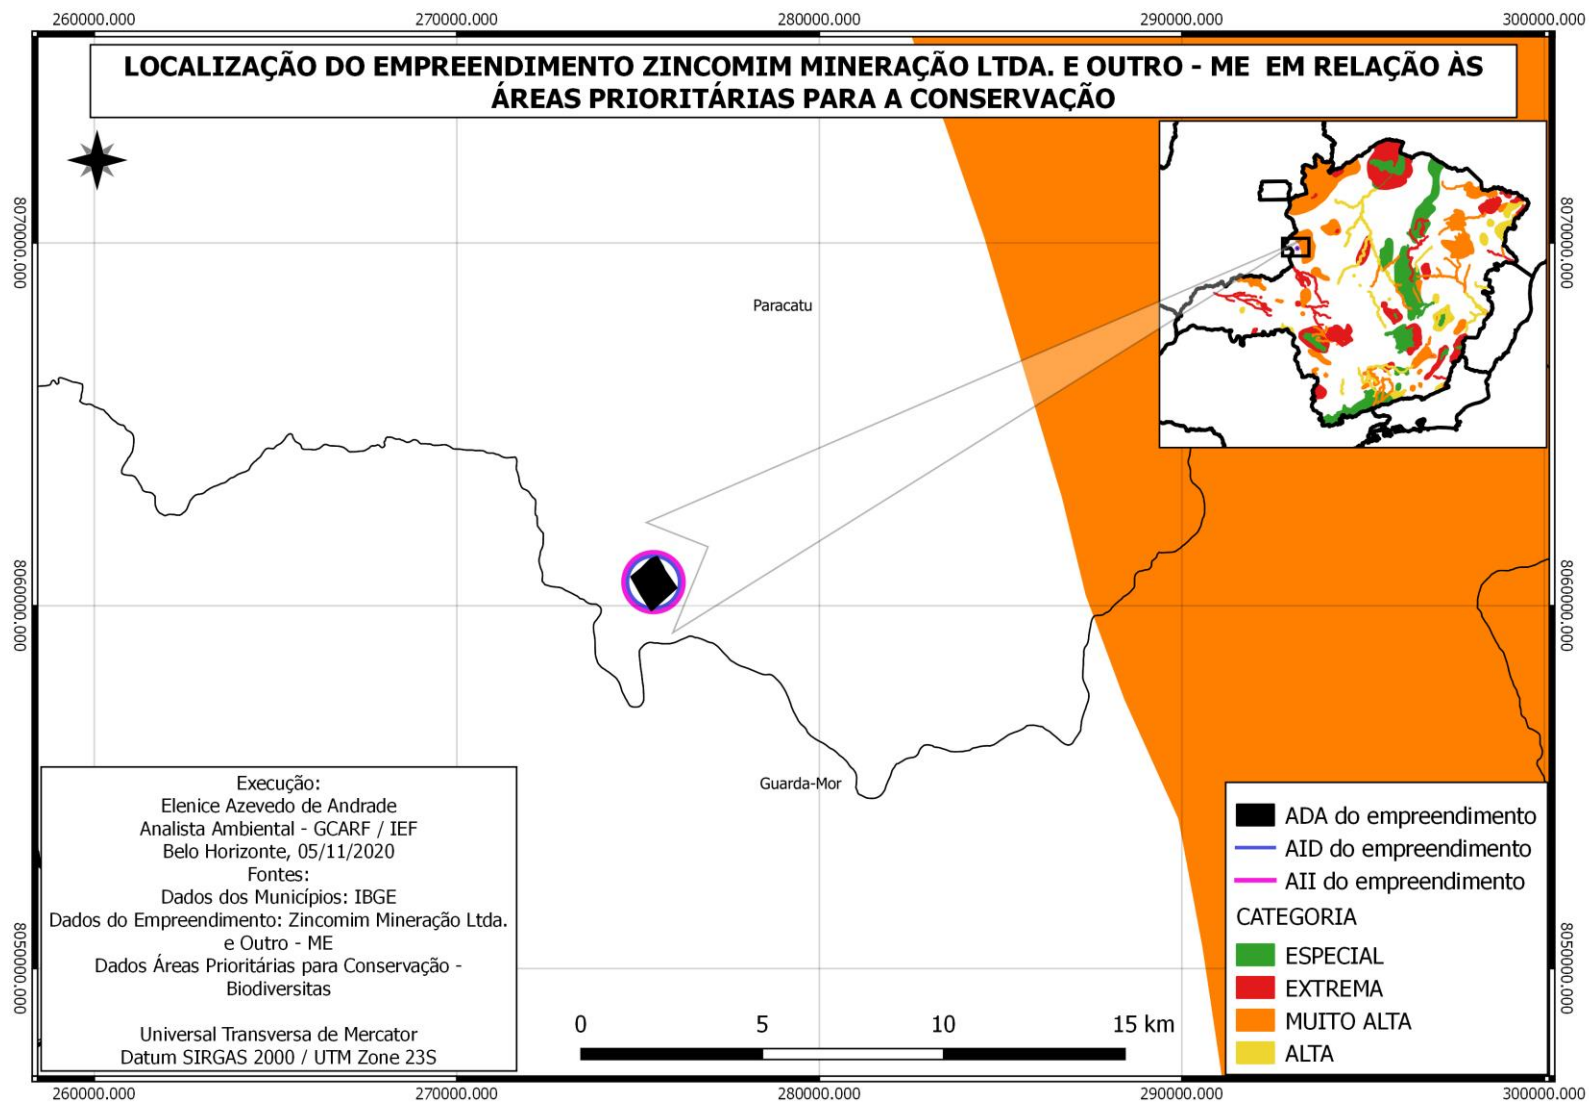 260000.000 270000.000 280000.000 290000.000 300000.000
LOCALIZAÇÃO DO EMPREENDIMENTO ZINCOMIM MINERAÇÃO LTDA. E OUTRO - ME EM RELAÇÃO ÀS
ÁREAS PRIORITÁRIAS PARA A CONSERVAÇÃO
8070000.000 8070000.000
Paracatu
8060000.000 8060000.000
Guarda-Mor
Execução:
Elenice Azevedo de Andrade
Analista Ambiental - GCARF / IEF
Belo Horizonte, 05/11/2020
Fontes:
Dados dos Municípios: IBGE
Dados do Empreendimento: Zincomim Mineração Ltda.
e Outro - ME
Dados Áreas Prioritárias para Conservação -
Biodiversitas
Universal Transversa de Mercator
Datum SIRGAS 2000 / UTM Zone 23S
0 5 10 15 km
ADA do empreendimento
AID do empreendimento
AII do empreendimento
CATEGORIA
ESPECIAL
EXTREMA
MUITO ALTA
ALTA
8050000.000 8050000.000
260000.000 270000.000 280000.000 290000.000 300000.000